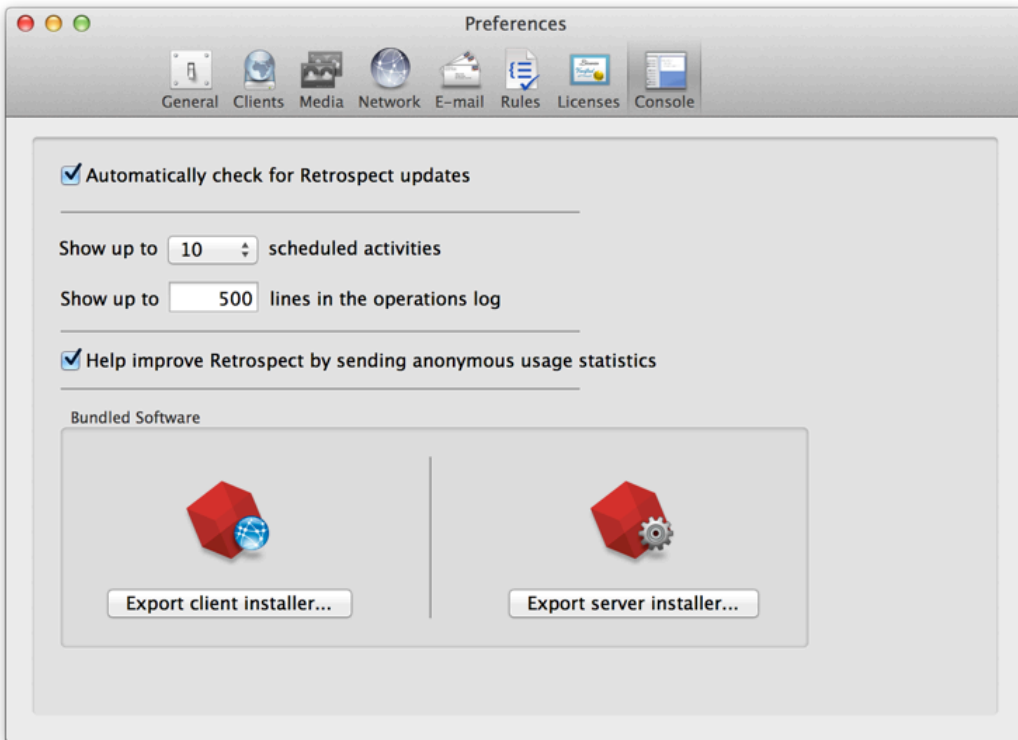 Preferences
General Clients Media Network E-mail Rules Licenses Console
Automatically check for Retrospect updates
Show up to 10 scheduled activities
Show up to 500 lines in the operations log
Help improve Retrospect by sending anonymous usage statistics
Bundled Software
Export client installer... Export server installer...